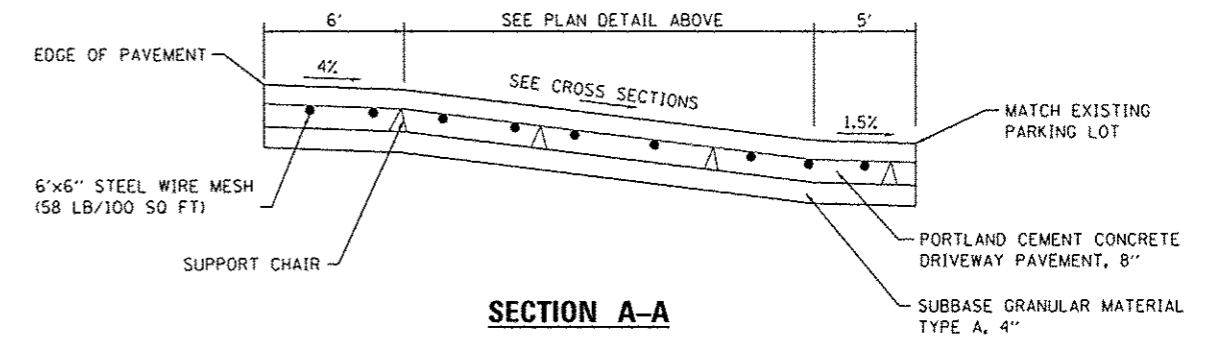 6'
SEE PLAN DETAIL ABOVE
5'
EDGE OF PAVEMENT
4%
SEE CROSS SECTIONS
1.5%
MATCH EXISTING
PARKING LOT
6'x6" STEEL WIRE MESH
(58 LB/100 SQ FT)
SUPPORT CHAIR
PORTLAND CEMENT CONCRETE
DRIVEWAY PAVEMENT, 8"
SUBBASE GRANULAR MATERIAL
TYPE A, 4"
SECTION A–A